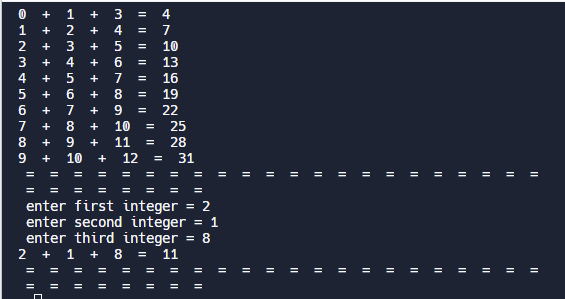 0 + 1 + 3 = 4
1 + 2 + 4 = 7
2 + 3 + 5 = 10
3 + 4 + 6 = 13
4 + 5 + 7 = 16
5 + 6 + 8 = 19
6 + 7 + 9 = 22
7 + 8 + 10 = 25
8 + 9 + 11 = 28
9 + 10 + 12 = 31
= = = = = = = = = = = = = = = = = = = = = =
= = = = = = = =
enter first integer = 2
enter second integer = 1
enter third integer = 8
2 + 1 + 8 = 11
= = = = = = = = = = = = = = = = = = = = = =
= = = = = = = =